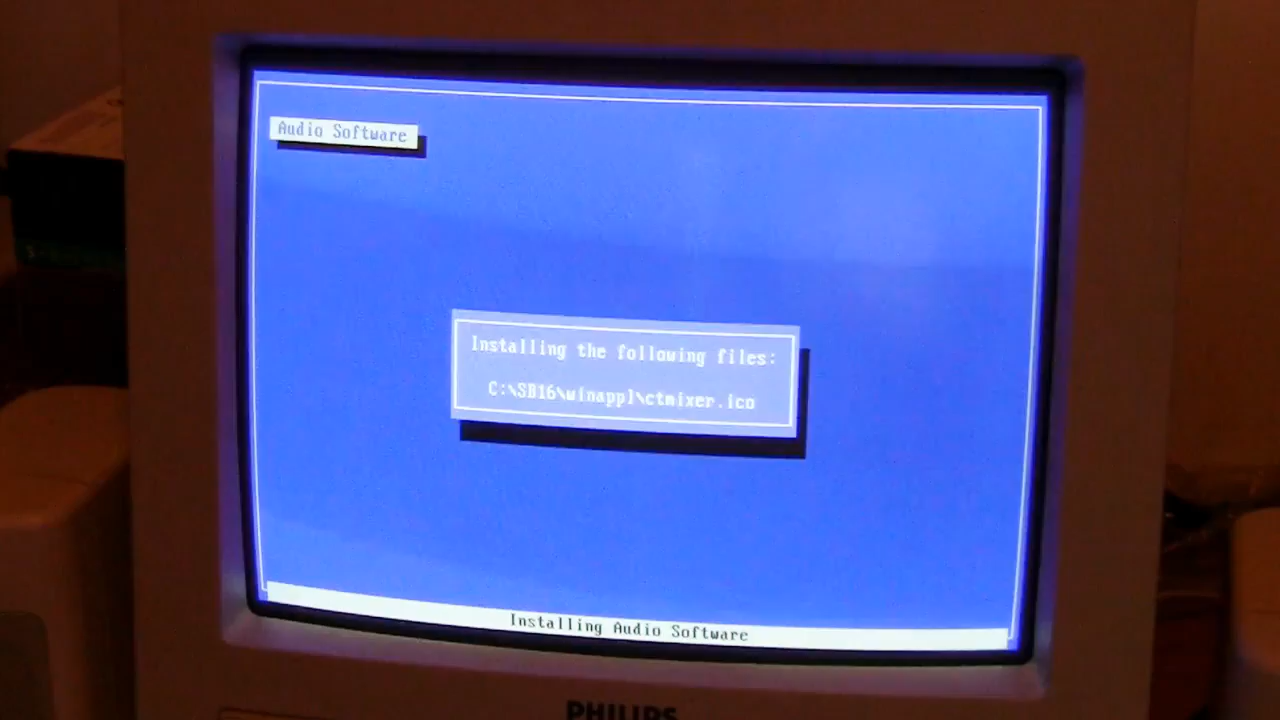 Audio Software
Installing the following files:
C:\SB16\winappl\ctmixer.ico
Installing Audio Software
PHILIPS